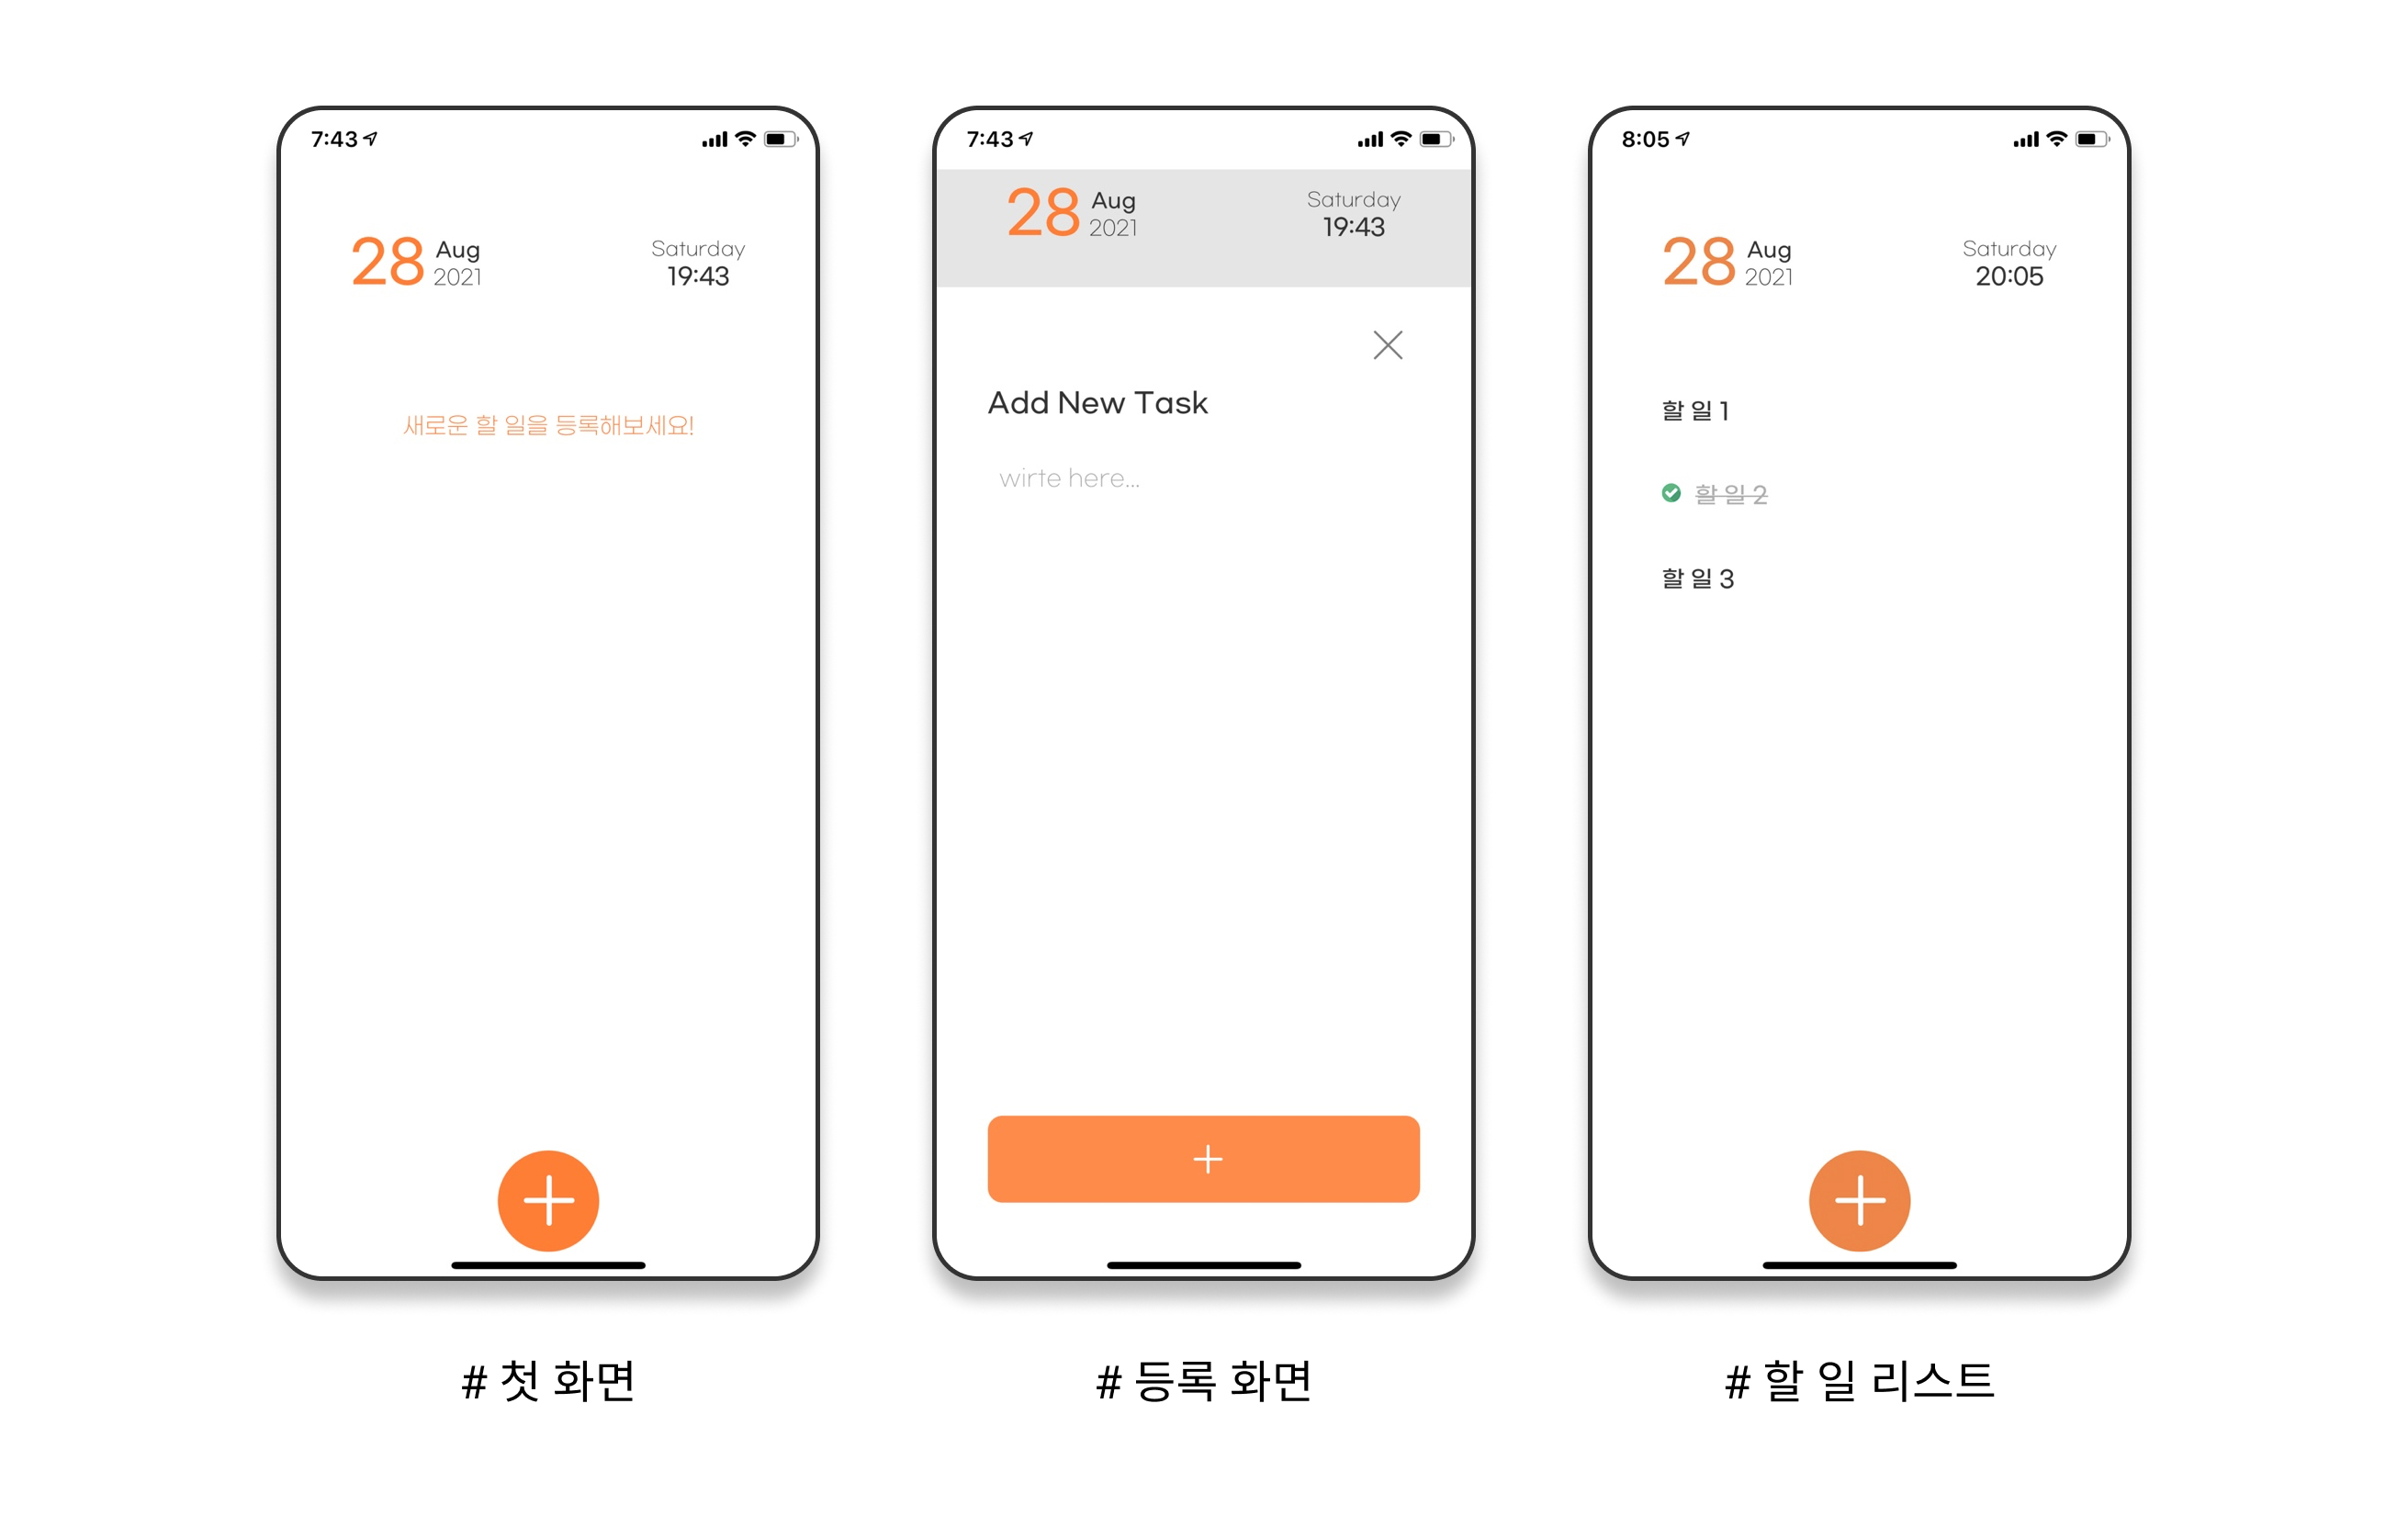 7:43
28 Aug
2021
Saturday
19:43
새로운 할 일을 등록해보세요!
# 첫 화면
7:43
28 Aug
2021
Saturday
19:43
Add New Task
wirte here...
# 등록 화면
8:05
28 Aug
2021
Saturday
20:05
할 일 1
할 일 2
할 일 3
# 할 일 리스트